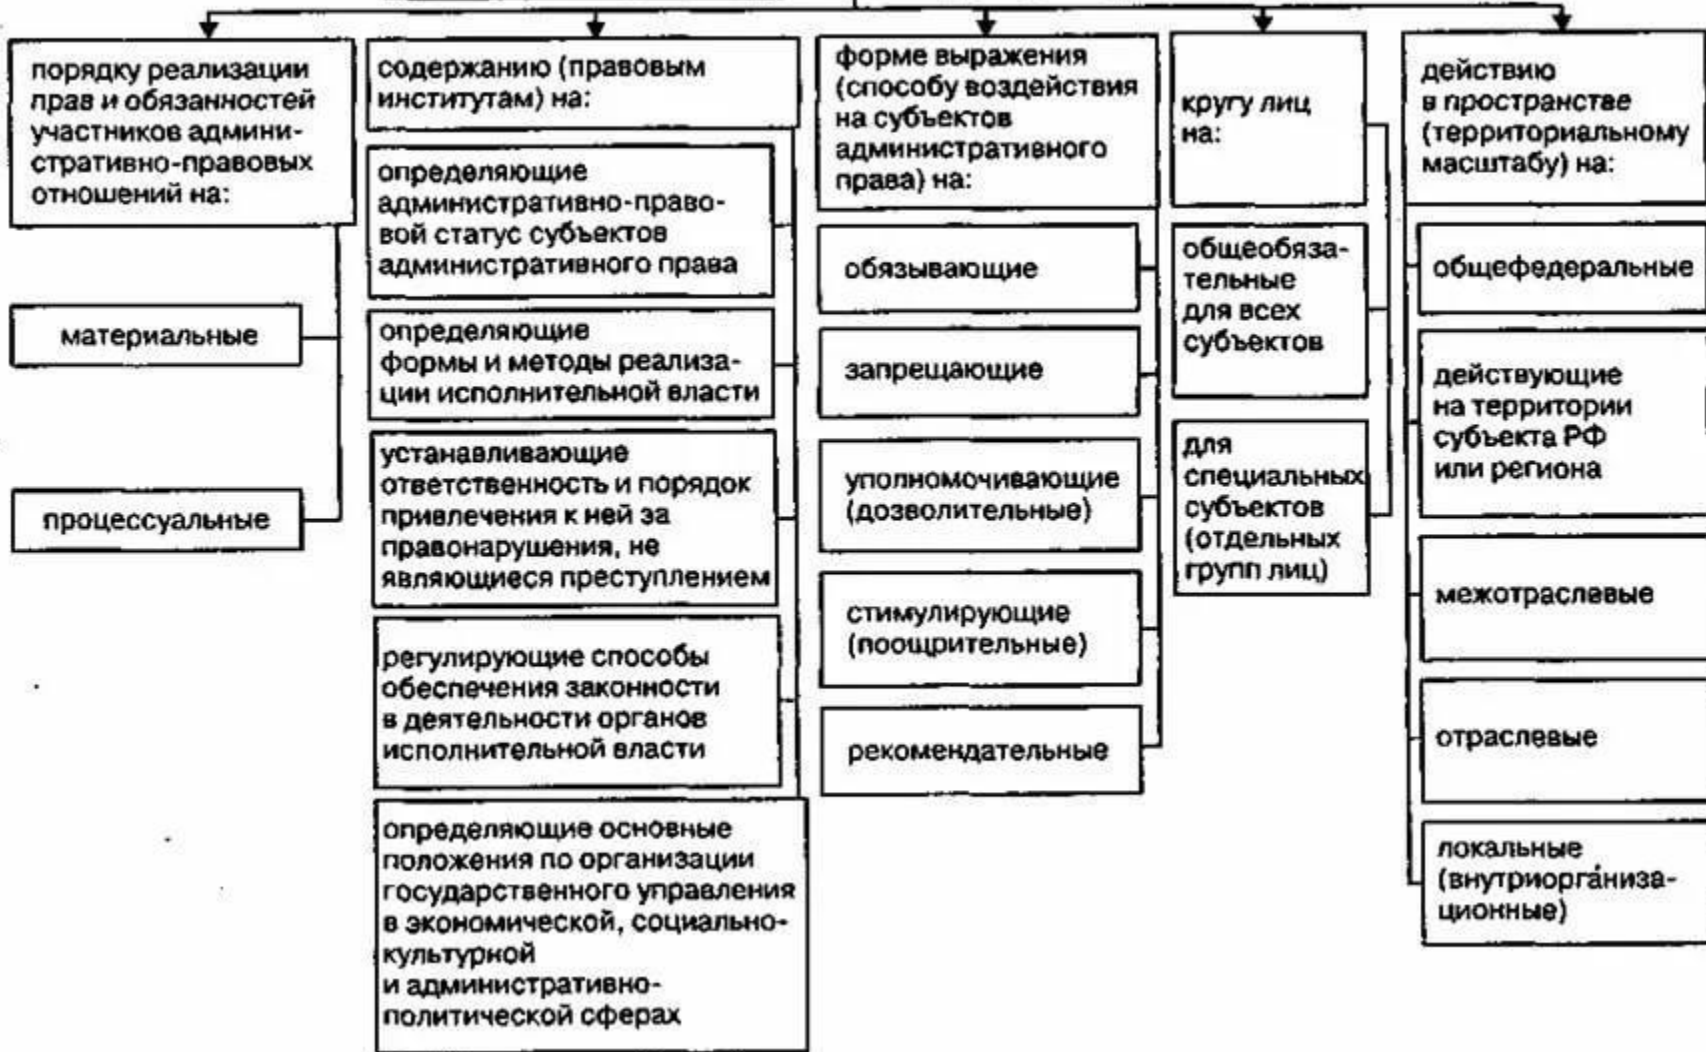 порядку реализации
прав и обязанностей
участников админи-
стративно-правовых
отношений на:
материальные
процессуальные
содержанию (правовым
институтам) на:
определяющие
административно-право-
вой статус субъектов
административного права
определяющие
формы и методы реализа-
ции исполнительной власти
устанавливающие
ответственность и порядок
привлечения к ней за
правонарушения, не
являющиеся преступлением
регулирующие способы
обеспечения законности
в деятельности органов
исполнительной власти
определяющие основные
положения по организации
государственного управления
в экономической, социально-
культурной
и административно-
политической сферах
форме выражения
(способу воздействия
на субъектов
административного
права) на:
обязывающие
запрещающие
уполномочивающие
(дозволительные)
стимулирующие
(поощрительные)
рекомендательные
кругу лиц
на:
общеобяза-
тельные
для всех
субъектов
для
специальных
субъектов
(отдельных
групп лиц)
действию
в пространстве
(территориальному
масштабу) на:
общефедеральные
действующие
на территории
субъекта РФ
или региона
межотраслевые
отраслевые
локальные
(внутриорганиза-
ционные)